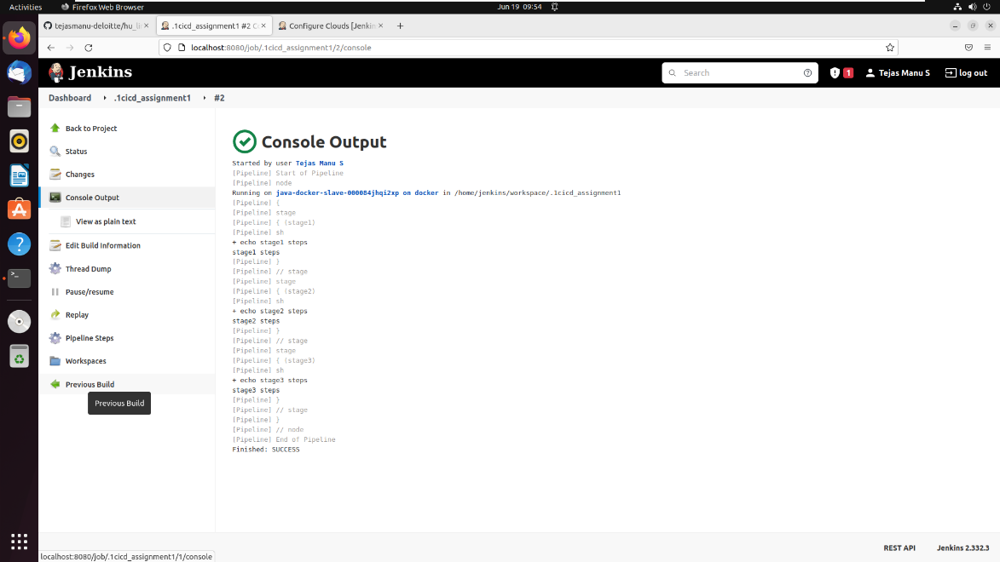 Activities
Firefox Web Browser
Jun 19 09:54
tejasmanu-deloitte/hu_li
.1cicd_assignment1 #2 Co
Configure Clouds [Jenkin
localhost:8080/job/.1cicd_assignment1/2/console
Jenkins
Search
1
Tejas Manu S
log out
Dashboard
.1cicd_assignment1
#2
Back to Project
Status
Changes
Console Output
View as plain text
Edit Build Information
Thread Dump
Pause/resume
Replay
Pipeline Steps
Workspaces
Previous Build
Previous Build
Console Output
Started by user Tejas Manu S
[Pipeline] Start of Pipeline
[Pipeline] node
Running on java-docker-slave-000084jhqi2xp on docker in /home/jenkins/workspace/.1cicd_assignment1
[Pipeline] {
[Pipeline] stage
[Pipeline] { (stage1)
[Pipeline] sh
+ echo stage1 steps
stage1 steps
[Pipeline] }
[Pipeline] // stage
[Pipeline] stage
[Pipeline] { (stage2)
[Pipeline] sh
+ echo stage2 steps
stage2 steps
[Pipeline] }
[Pipeline] // stage
[Pipeline] stage
[Pipeline] { (stage3)
[Pipeline] sh
+ echo stage3 steps
stage3 steps
[Pipeline] }
[Pipeline] // stage
[Pipeline] }
[Pipeline] // node
[Pipeline] End of Pipeline
Finished: SUCCESS
REST API
Jenkins 2.332.3
localhost:8080/job/.1cicd_assignment1/1/console